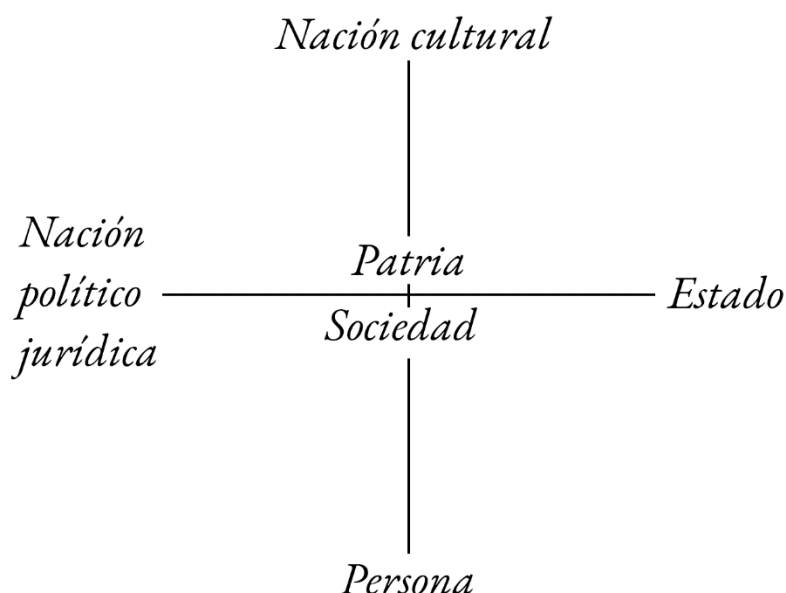 Nación cultural
Nación
político
jurídica
Patria
Sociedad
Estado
Persona